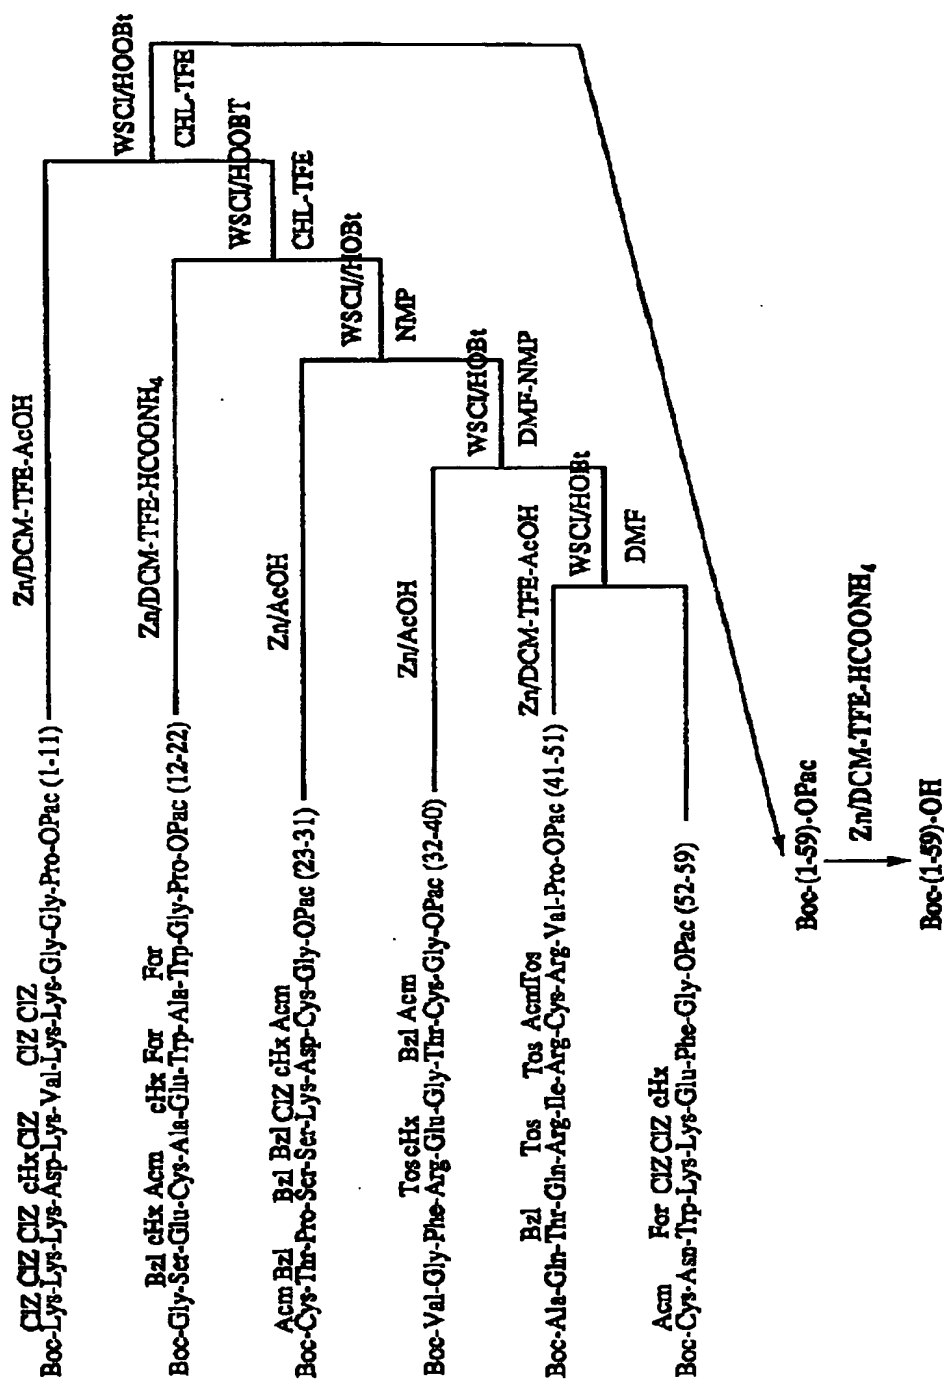 ClZ ClZ ClZ cHx ClZ ClZ ClZ
Boc-Lys-Lys-Lys-Asp-Lys-Val-Lys-Lys-Gly-Gly-Pro-OPac (1-11)
Zn/DCM-TFE-AcOH
WSCI/HOOBt
CHL-TFE
Bzl cHx Acm cHx For For
Boc-Gly-Ser-Glu-Cys-Ala-Glu-Trp-Ala-Trp-Gly-Pro-OPac (12-22)
Zn/DCM-TFE-HCOONH4
WSCI/HOOBT
CHL-TFE
Acm Bzl Bzl Bzl ClZ cHx Acm
Boc-Cys-Thr-Pro-Ser-Ser-Lys-Asp-Cys-Gly-OPac (23-31)
Zn/AcOH
WSCI//HOBt
NMP
Tos cHx Bzl Acm
Boc-Val-Gly-Phe-Arg-Glu-Gly-Thr-Cys-Gly-OPac (32-40)
Zn/AcOH
WSCI/HOBt
DMF-NMP
Bzl Tos Tos AcmTos
Boc-Ala-Gln-Thr-Gln-Arg-Ile-Arg-Cys-Arg-Val-Pro-OPac (41-51)
Zn/DCM-TFE-AcOH
WSCI/HOBt
DMF
Acm For ClZ ClZ cHx
Boc-Cys-Asn-Trp-Lys-Lys-Glu-Phe-Gly-OPac (52-59)
Boc-(1-59)-OPac
Zn/DCM-TFE-HCOONH4
Boc-(1-59)-OH